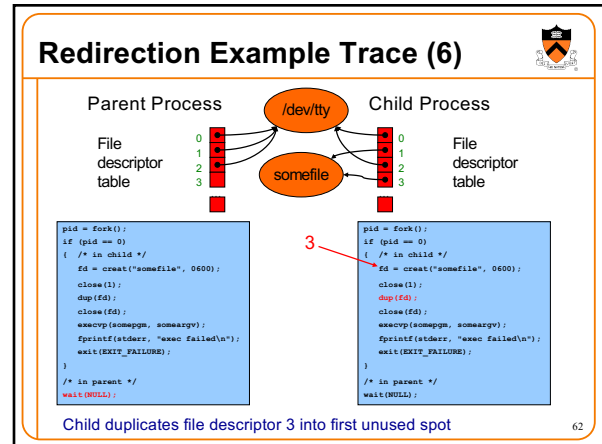 Redirection Example Trace (6)
Parent Process
/dev/tty
Child Process
File
descriptor
table
0
1
2
3
somefile
0
1
2
3
File
descriptor
table
pid = fork();
if (pid == 0)
{ /* in child */
fd = creat("somefile", 0600);
close(1);
dup(fd);
close(fd);
execvp(somepgm, someargv);
fprintf(stderr, "exec failed\n");
exit(EXIT_FAILURE);
}
/* in parent */
wait(NULL);
3
pid = fork();
if (pid == 0)
{ /* in child */
fd = creat("somefile", 0600);
close(1);
dup(fd);
close(fd);
execvp(somepgm, someargv);
fprintf(stderr, "exec failed\n");
exit(EXIT_FAILURE);
}
/* in parent */
wait(NULL);
Child duplicates file descriptor 3 into first unused spot
62